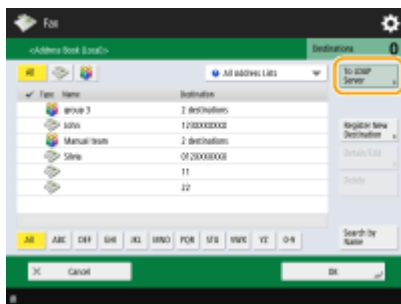 Fax
<Address Book (Local)>
Destinations 0
All
All Address Lists
To LDAP
Server
Type Name Destination
group 3 2 destinations
John
Register New
Destination
Manual team 2 destinations
Details/Edit
Silvia
11
Delete
22
All ABC DEF GHI JKL MNO PQR STU VWX YZ 0-9
Search by
Name
Cancel OK